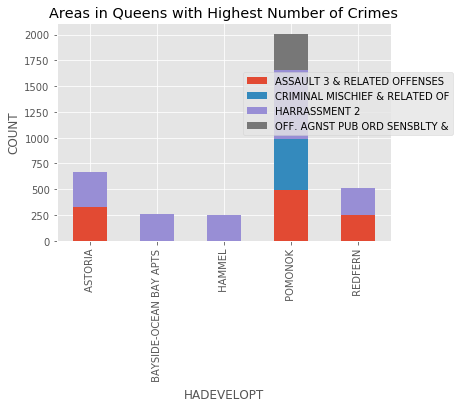 Areas in Queens with Highest Number of Crimes
2000
1750
1500
1250
1000
750
500
250
0
COUNT
ASSAULT 3 & RELATED OFFENSES
CRIMINAL MISCHIEF & RELATED OF
HARRASSMENT 2
OFF. AGNST PUB ORD SENSBLTY &
ASTORIA
BAYSIDE-OCEAN BAY APTS
HAMMEL
POMONOK
REDFERN
HADEVELOPT